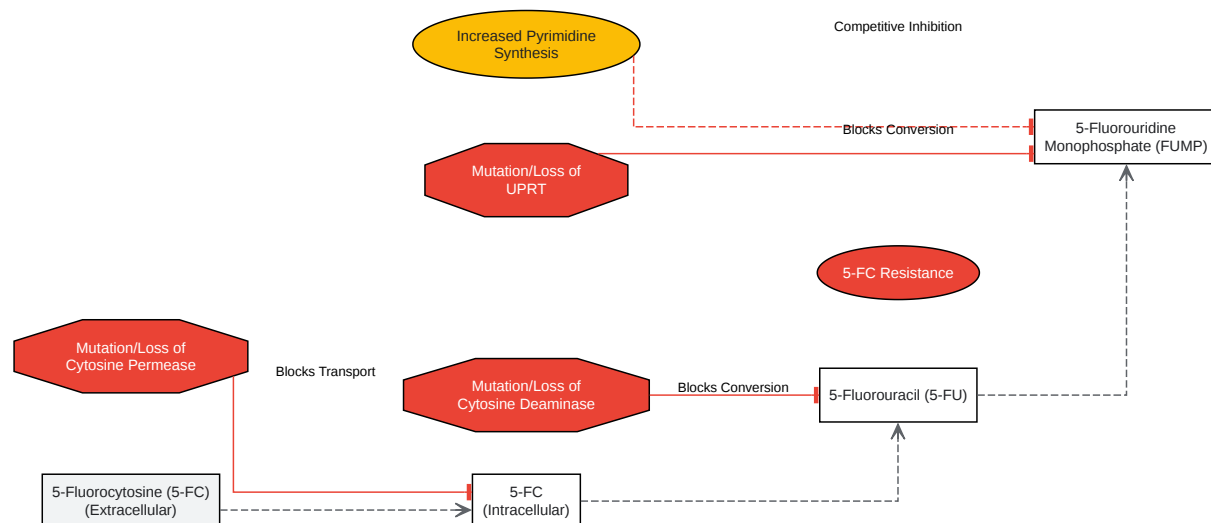 Increased Pyrimidine
Synthesis
Competitive Inhibition
Blocks Conversion
5-Fluorouridine
Monophosphate (FUMP)
Mutation/Loss of
UPRT
5-FC Resistance
Mutation/Loss of
Cytosine Permease
Blocks Transport
Mutation/Loss of
Cytosine Deaminase
Blocks Conversion
5-Fluorouracil (5-FU)
5-Fluorocytosine (5-FC)
(Extracellular)
5-FC
(Intracellular)